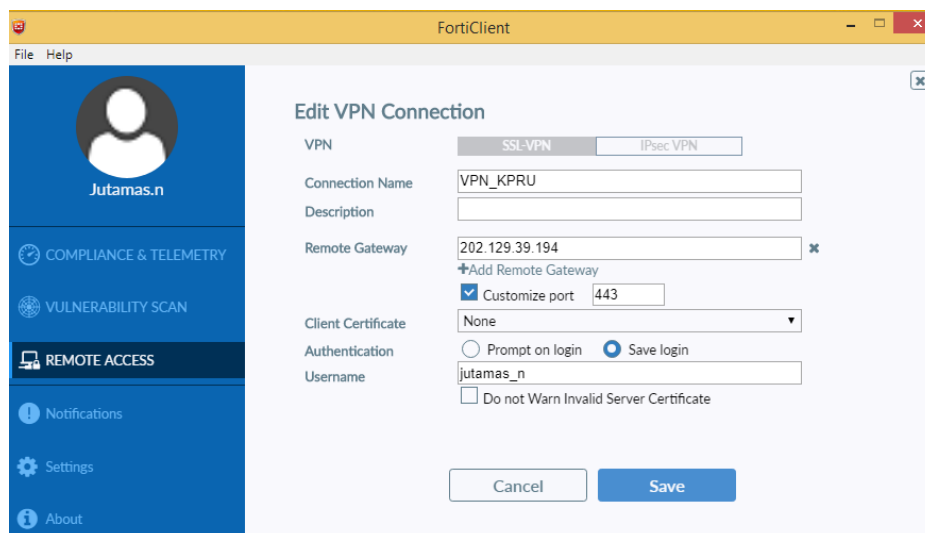 FortiClient
File Help
Jutamas.n
COMPLIANCE & TELEMETRY
VULNERABILITY SCAN
REMOTE ACCESS
Notifications
Settings
About
Edit VPN Connection
VPN SSL-VPN IPsec VPN
Connection Name VPN_KPRU
Description
Remote Gateway 202.129.39.194
+Add Remote Gateway
Customize port 443
Client Certificate None
Authentication Prompt on login Save login
Username jutamas_n
Do not Warn Invalid Server Certificate
Cancel Save